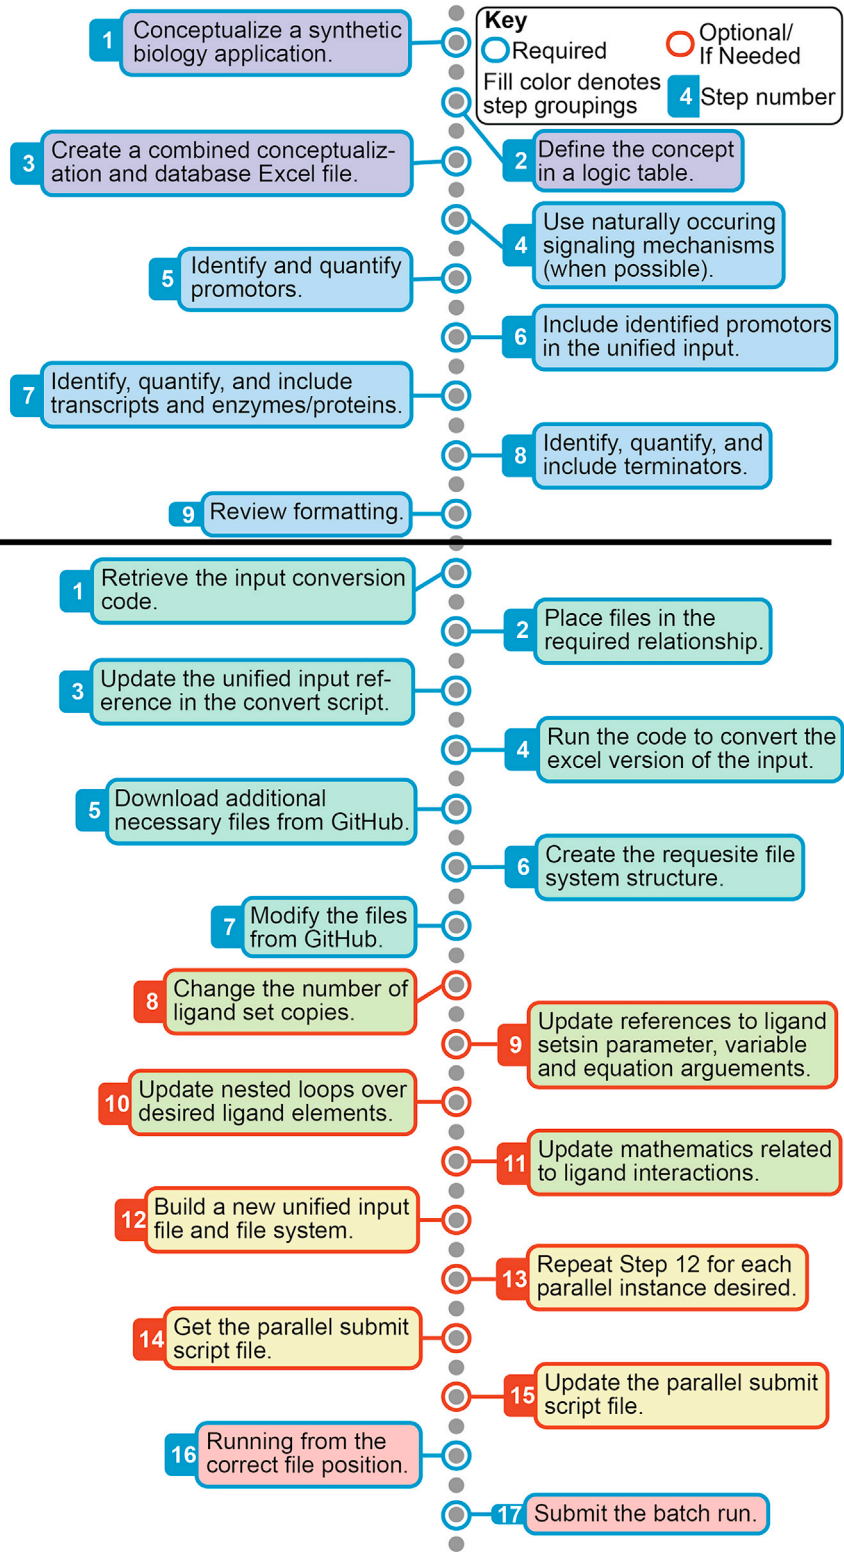 Key
Required
Optional/
If Needed
Fill color denotes
step groupings
4 Step number
1 Conceptualize a synthetic
biology application.
2 Define the concept
in a logic table.
3 Create a combined conceptualiz-
ation and database Excel file.
4 Use naturally occuring
signaling mechanisms
(when possible).
5 Identify and quantify
promotors.
6 Include identified promotors
in the unified input.
7 Identify, quantify, and include
transcripts and enzymes/proteins.
8 Identify, quantify, and
include terminators.
9 Review formatting.
1 Retrieve the input conversion
code.
2 Place files in the
required relationship.
3 Update the unified input ref-
erence in the convert script.
4 Run the code to convert the
excel version of the input.
5 Download additional
necessary files from GitHub.
6 Create the requesite file
system structure.
7 Modify the files
from GitHub.
8 Change the number of
ligand set copies.
9 Update references to ligand
setsin parameter, variable
and equation arguements.
10 Update nested loops over
desired ligand elements.
11 Update mathematics related
to ligand interactions.
12 Build a new unified input
file and file system.
13 Repeat Step 12 for each
parallel instance desired.
14 Get the parallel submit
script file.
15 Update the parallel submit
script file.
16 Running from the
correct file position.
17 Submit the batch run.